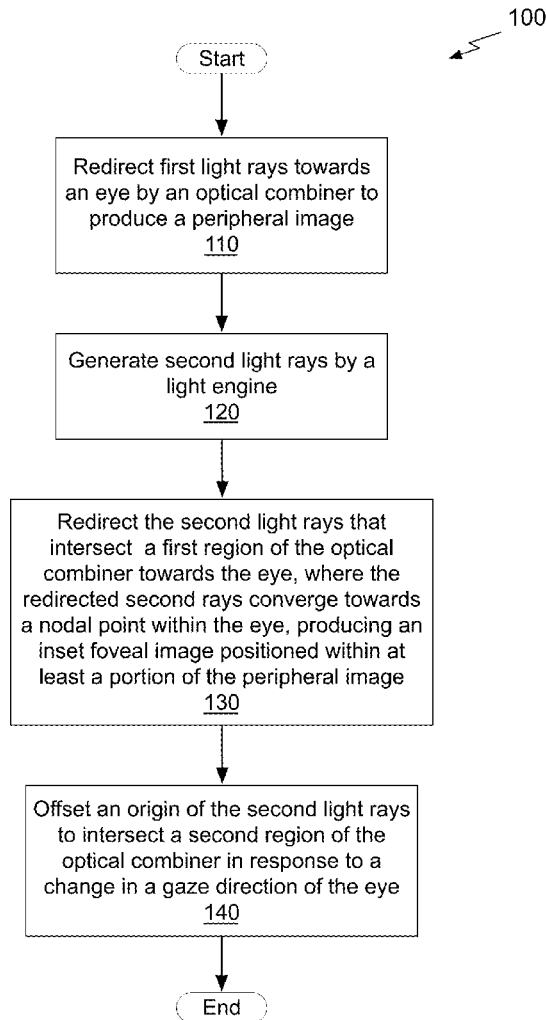 100
Start
Redirect first light rays towards
an eye by an optical combiner to
produce a peripheral image
110
Generate second light rays by a
light engine
120
Redirect the second light rays that
intersect a first region of the optical
combiner towards the eye, where the
redirected second rays converge towards
a nodal point within the eye, producing an
inset foveal image positioned within at
least a portion of the peripheral image
130
Offset an origin of the second light rays
to intersect a second region of the
optical combiner in response to a
change in a gaze direction of the eye
140
End